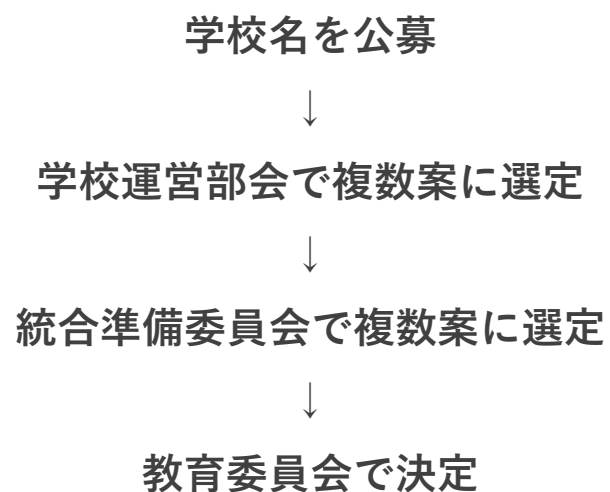 学校名を公募
↓
学校運営部会で複数案に選定
↓
統合準備委員会で複数案に選定
↓
教育委員会で決定